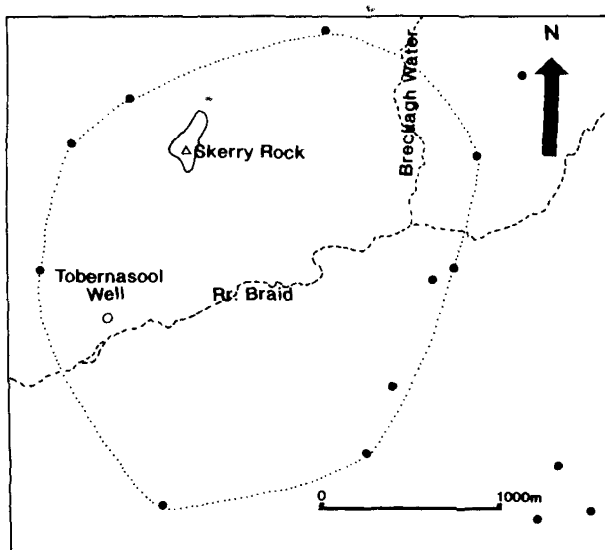 N
Breckagh Water
Skerry Rock
Tobernasool
Well
Rr. Braid
0
1000m